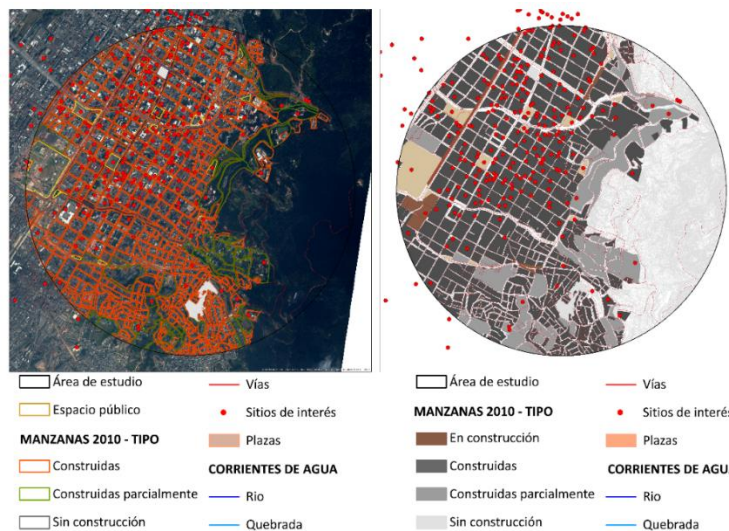 Área de estudio
Espacio público
MANZANAS 2010 - TIPO
Construidas
Construidas parcialmente
Sin construcción
Vías
Sitios de interés
Plazas
CORRIENTES DE AGUA
Rio
Quebrada
Área de estudio
MANZANAS 2010 - TIPO
En construcción
Construidas
Construidas parcialmente
Sin construcción
Vías
Sitios de interés
Plazas
CORRIENTES DE AGUA
Rio
Quebrada